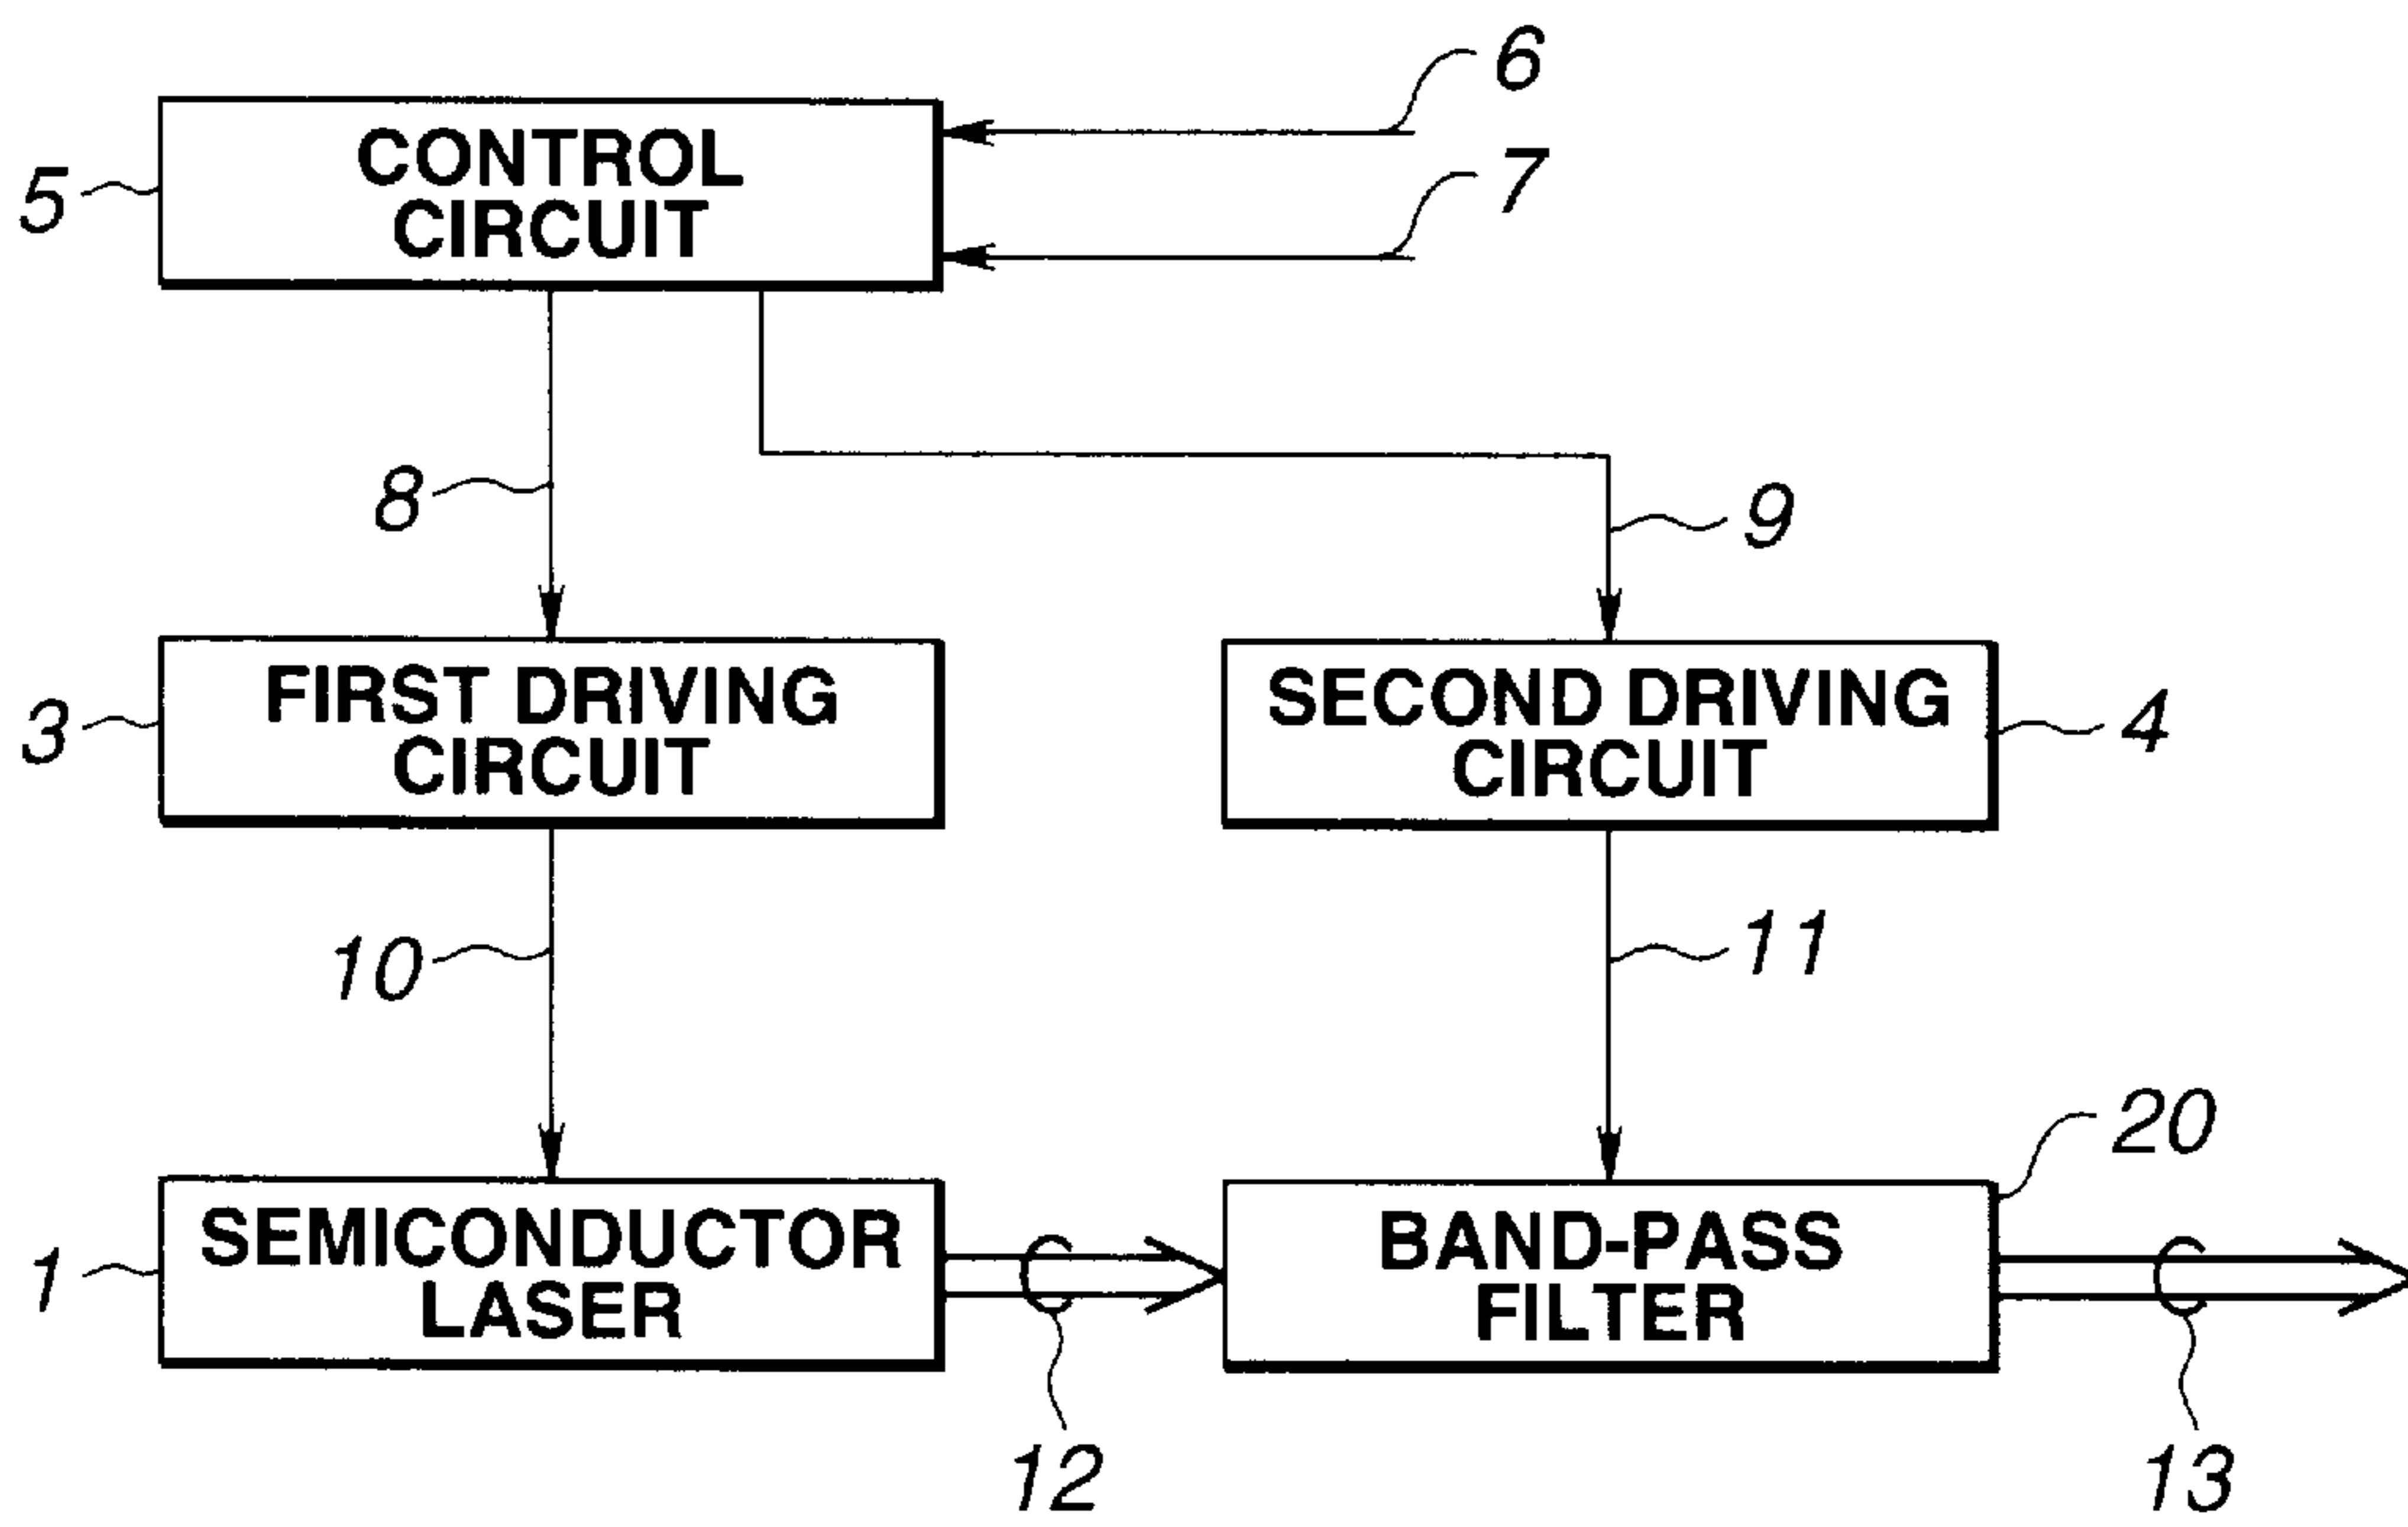 6
CONTROL
CIRCUIT
5
7
8
9
FIRST DRIVING
CIRCUIT
3
SECOND DRIVING
CIRCUIT
4
10
11
20
SEMICONDUCTOR
LASER
1
BAND-PASS
FILTER
12
13